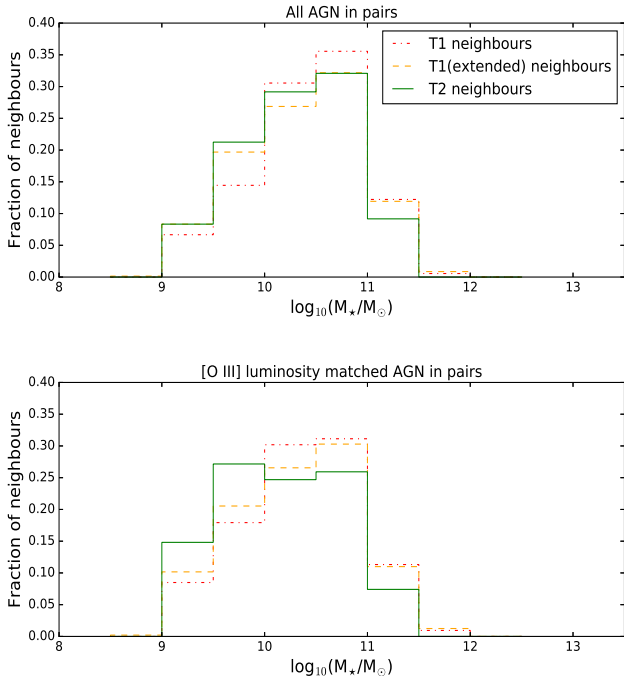 All AGN in pairs
0.40
0.35
0.30
0.25
0.20
0.15
0.10
0.05
0.00
Fraction of neighbours
T1 neighbours
T1(extended) neighbours
T2 neighbours
8 9 10 11 12 13
log₁₀(M⋆/M☉)
[O III] luminosity matched AGN in pairs
0.40
0.35
0.30
0.25
0.20
0.15
0.10
0.05
0.00
Fraction of neighbours
8 9 10 11 12 13
log₁₀(M⋆/M☉)